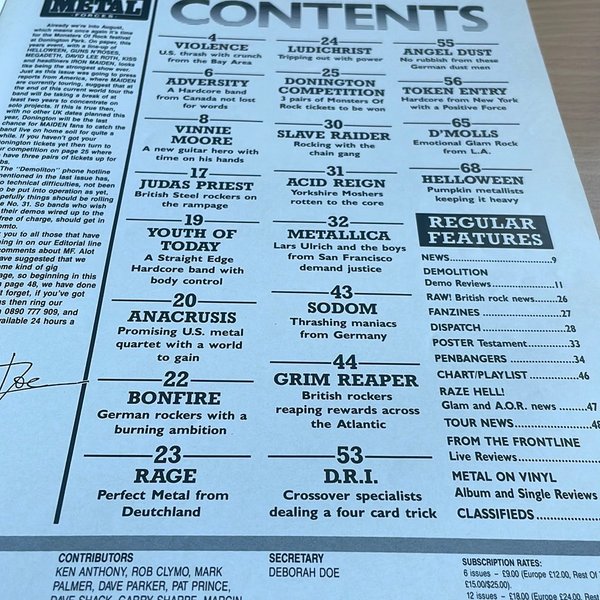 METAL
FORCES
Already we're into August,
which means once again it's time
for the Monsters Of Rock festival
at Donington Park. On paper, this
years event, with a line-up of
HELLOWEEN, GUNS N'ROSES,
MEGADETH, DAVID LEE ROTH, KISS
and headliners IRON MAIDEN, looks
like being the strongest show ever.
Just as this issue was going to press
reports from America, where MAIDEN
are currently touring, suggest that at
the end of this current world tour the
band will be taking a break of at
least two years to concentrate on
solo projects. If this is true then,
with no other UK dates planned this
year, Donington will be the last
chance for MAIDEN fans to catch the
band live on home soil for quite a
while. If you haven't got your
Donington tickets yet then turn to
our competition on page 25 where
we have three pairs of tickets up for
The "Demolition" phone hotline
mentioned in the last issue has,
to technical difficulties, not been
be put into operation as yet,
hopefully things should be rolling
No. 31. So bands who wish
their demos wired up to the
free of charge, should get in
to all those that have
ing in on our Editorial line
comments about MF. Alot
have suggested that we
some kind of gig
page, so beginning in this
page 48, we have done
t forget, if you've got
us then ring our
0890 777 909, and
available 24 hours a
Doe
CONTENTS
4
VIOLENCE
U.S. thrash with crunch
from the Bay Area
6
ADVERSITY
A Hardcore band
from Canada not lost
for words
8
VINNIE
MOORE
A new guitar hero with
time on his hands
17
JUDAS PRIEST
British Steel rockers on
the rampage
19
YOUTH OF
TODAY
A Straight Edge
Hardcore band with
body control
20
ANACRUSIS
Promising U.S. metal
quartet with a world
to gain
22
BONFIRE
German rockers with a
burning ambition
23
RAGE
Perfect Metal from
Deutchland
24
LUDICHRIST
Tripping out with power
25
DONINGTON
COMPETITION
3 pairs of Monsters Of
Rock tickets to be won
30
SLAVE RAIDER
Rocking with the
chain gang
31
ACID REIGN
Yorkshire Moshers
rotten to the core
32
METALLICA
Lars Ulrich and the boys
from San Francisco
demand justice
43
SODOM
Thrashing maniacs
from Germany
44
GRIM REAPER
British rockers
reaping rewards across
the Atlantic
53
D.R.I.
Crossover specialists
dealing a four card trick
55
ANGEL DUST
No rubbish from these
German dust men
56
TOKEN ENTRY
Hardcore from New York
with a Positive Force
65
D'MOLLS
Emotional Glam Rock
from L.A.
68
HELLOWEEN
Pumpkin metallists
keeping it heavy
REGULAR
FEATURES
NEWS....................9
DEMOLITION
Demo Reviews.............11
RAW! British rock news.....26
FANZINES.................27
DISPATCH.................28
POSTER Testament..........33
PENBANGERS..............34
CHART/PLAYLIST..........46
RAZE HELL!
Glam and A.O.R. news.....47
TOUR NEWS..............48
FROM THE FRONTLINE
Live Reviews................
METAL ON VINYL
Album and Single Reviews
CLASSIFIEDS................
CONTRIBUTORS
KEN ANTHONY, ROB CLYMO, MARK
PALMER, DAVE PARKER, PAT PRINCE,
DAVE SHACK, GARRY SHARPE,
SECRETARY
DEBORAH DOE
SUBSCRIPTION RATES:
6 issues – £9.00 (Europe £12.00, Rest Of
£15.00/$25.00).
12 issues – £18.00 (Europe £24.00, Rest